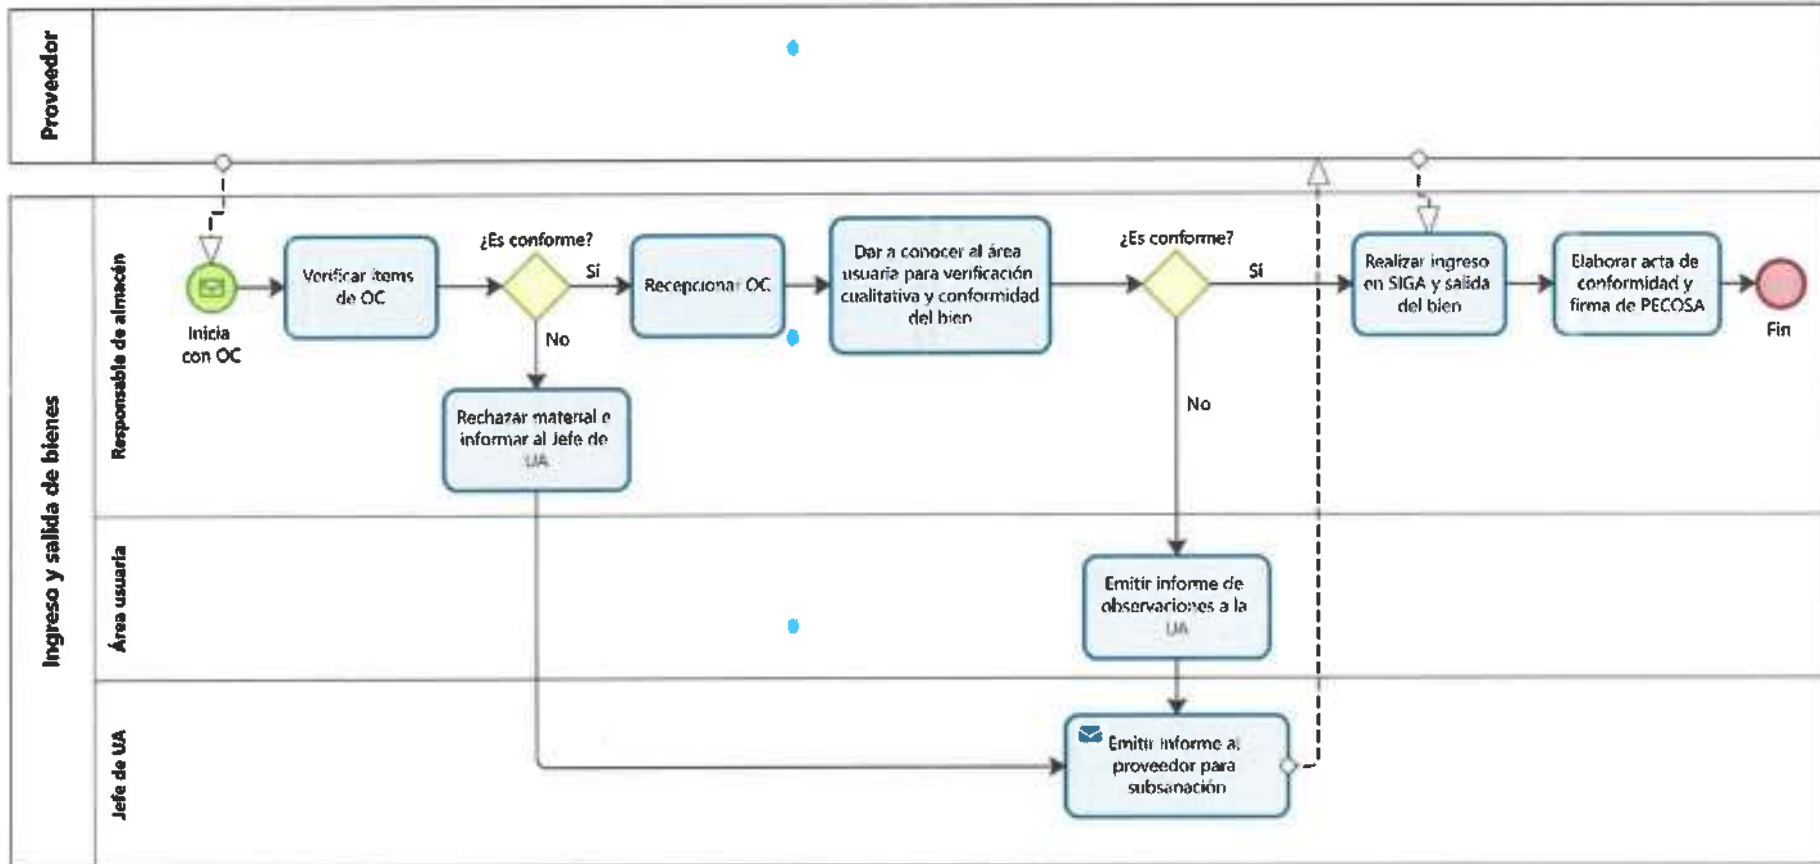 Proveedor
Ingreso y salida de bienes
Responsable de almacén
Inicia
con OC
Verificar ítems
de OC
¿Es conforme?
Sí
No
Recepcionar OC
Rechazar material e
informar al Jefe de
UA
Dar a conocer al área
usuaria para verificación
cualitativa y conformidad
del bien
¿Es conforme?
Sí
No
Realizar ingreso
en SIGA y salida
del bien
Elaborar acta de
conformidad y
firma de PECOSA
Fin
Área usuaria
Emitir informe de
observaciones a la
UA
Jefe de UA
Emitir informe al
proveedor para
subsanación